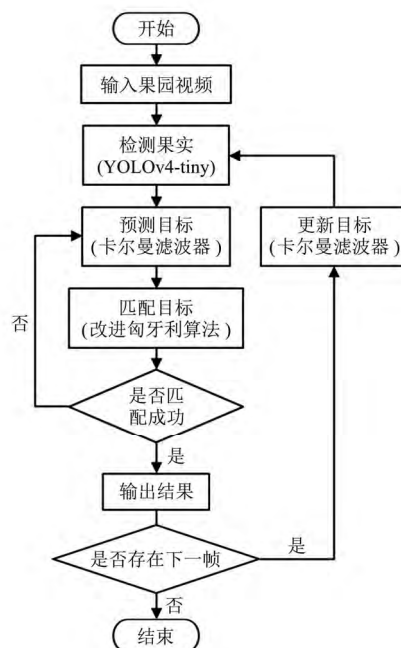 开始
输入果园视频
检测果实
(YOLOv4-tiny)
预测目标
(卡尔曼滤波器)
更新目标
(卡尔曼滤波器)
匹配目标
(改进匈牙利算法)
否
是否匹
配成功
是
输出结果
是否存在下一帧
是
否
结束